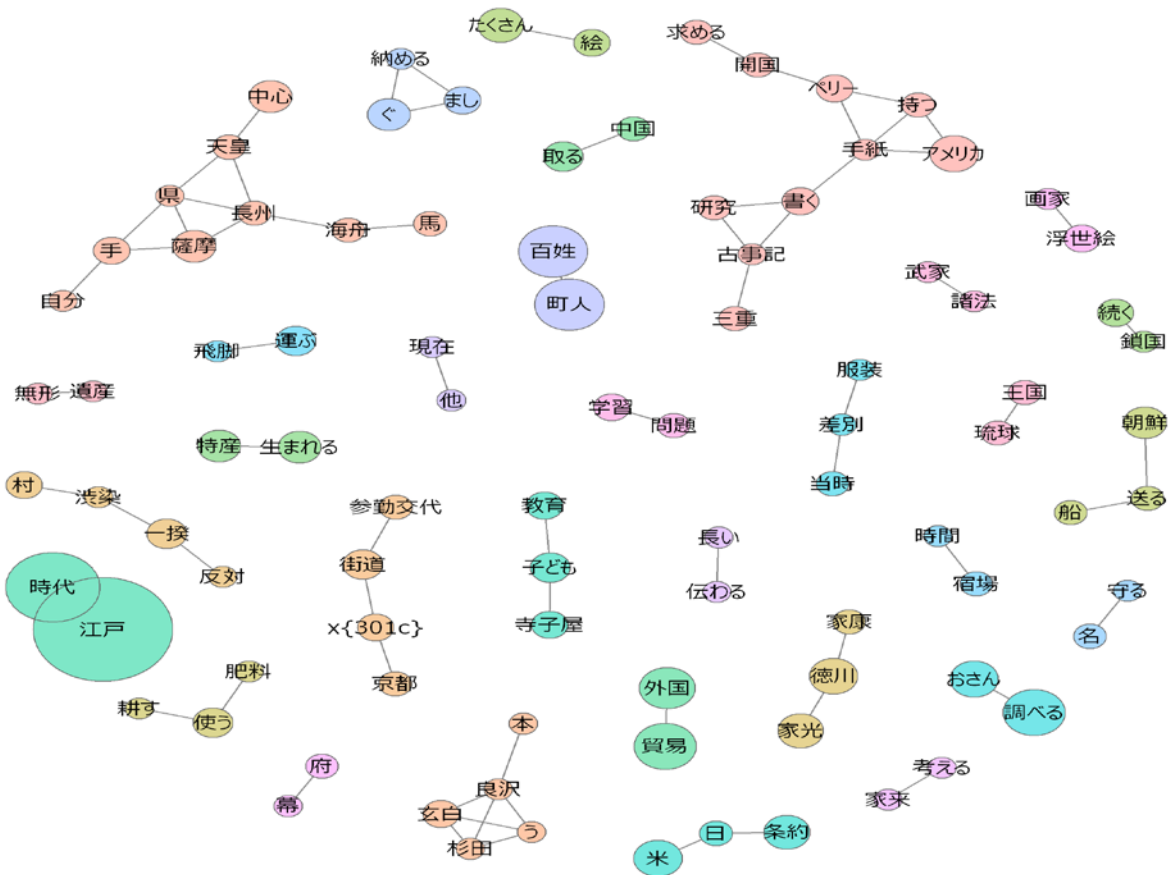 たくさん
絵
求める
開国
納める
ぐ
まし
ペリー
持つ
中心
中国
取る
天皇
手紙
アメリカ
県
長州
海舟
馬
手
薩摩
自分
研究
書く
古事記
三重
画家
浮世絵
百姓
町人
武家
諸法
続く
鎖国
飛脚
運ぶ
現在
他
無形
遺産
学習
問題
服装
差別
当時
王国
琉球
朝鮮
送る
船
特産
生まれる
村
渋染
一揆
反対
参勤交代
街道
x{301c}
京都
教育
子ども
寺子屋
長い
伝わる
時間
宿場
守る
名
時代
江戸
家康
徳川
家光
肥料
耕す
使う
外国
貿易
おさん
調べる
本
良沢
玄白
杉田
う
府
幕
考える
家来
米
日
条約